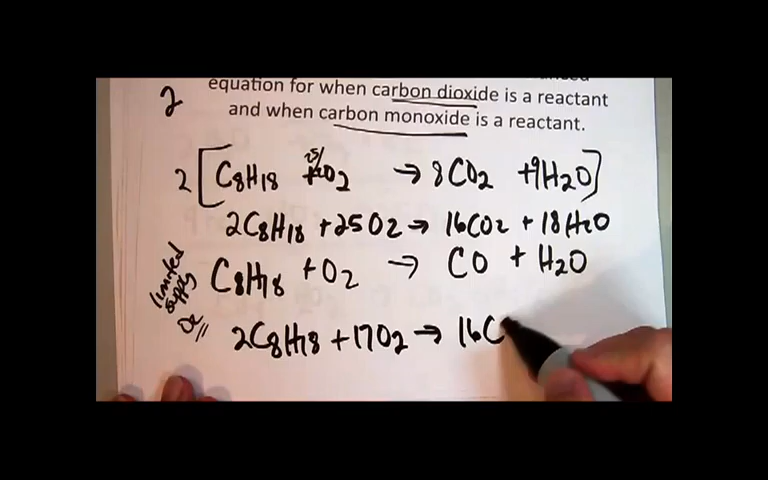 equation for when carbon dioxide is a reactant
and when carbon monoxide is a reactant.
2
2[C8H18 25/ +O2 → 8CO2 +9H2O]
2C8H18 + 25O2 → 16CO2 + 18H2O
C8H18 + O2 → CO + H2O
limited supply O2
2C8H18 + 17O2 → 16C